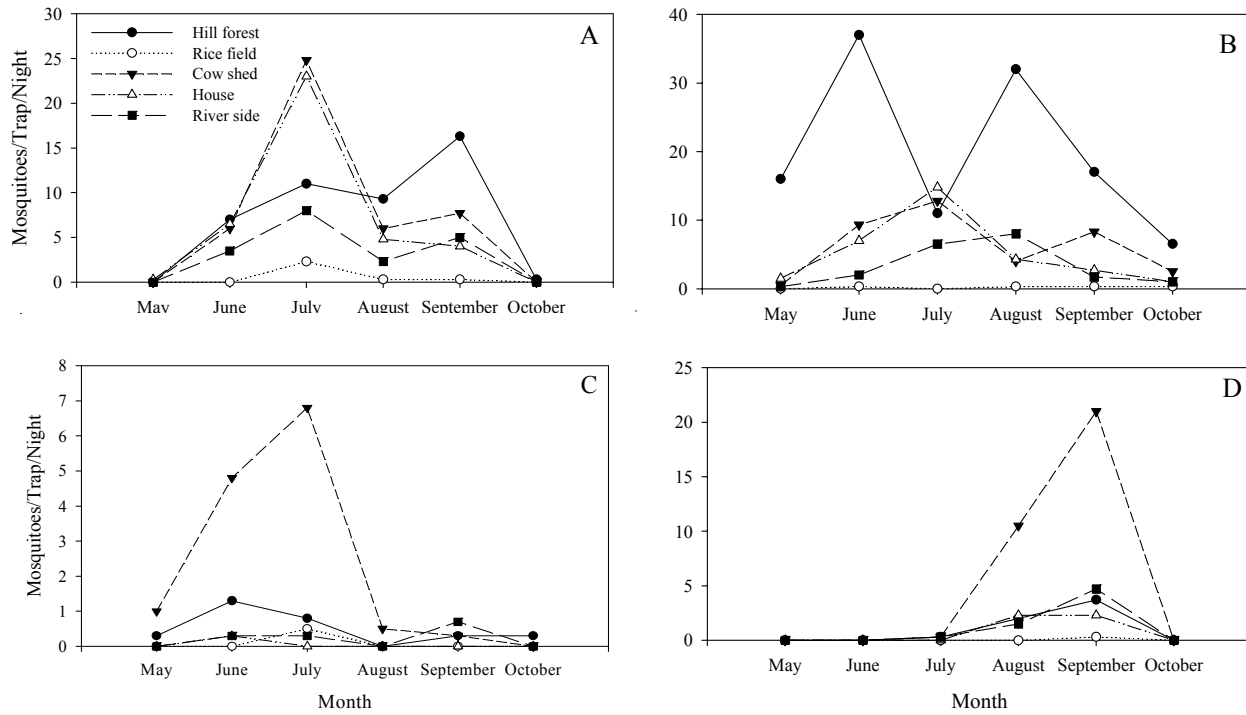 A
Mosquitoes/Trap/Night
30
25
20
15
10
5
0
Hill forest
Rice field
Cow shed
House
River side
May June July August September October
B
40
30
20
10
0
May June July August September October
C
Mosquitoes/Trap/Night
8
7
6
5
4
3
2
1
0
May June July August September October
Month
D
25
20
15
10
5
0
May June July August September October
Month